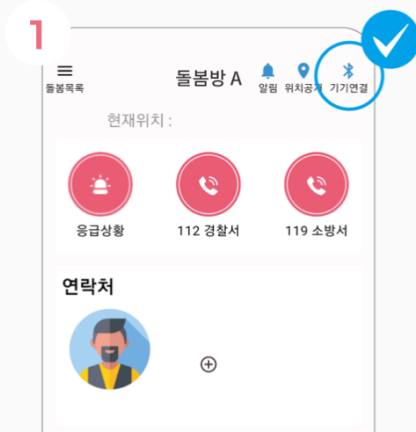 1
돌봄목록
돌봄방 A
알림
위치공개
기기연결
현재위치 :
응급상황
112 경찰서
119 소방서
연락처